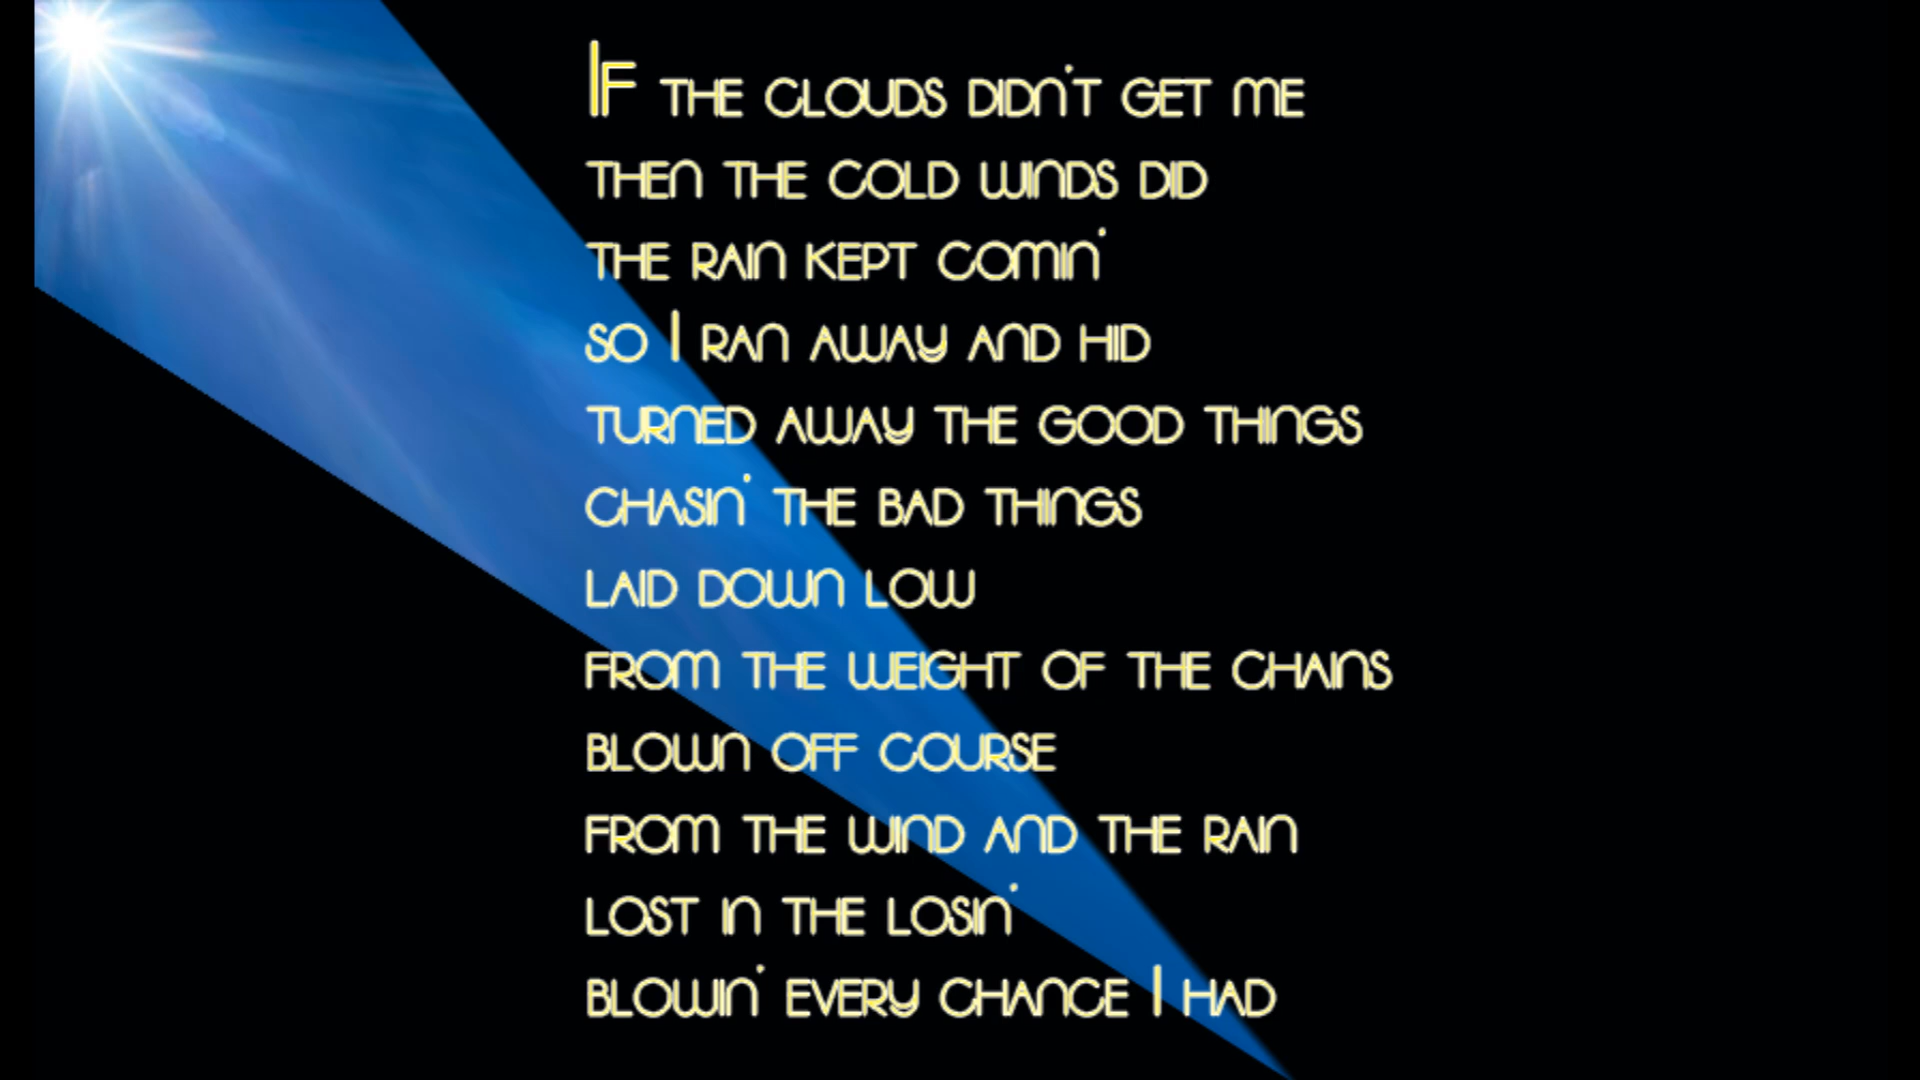 If the clouds didn't get me
then the cold winds did
the rain kept comin'
so I ran away and hid
turned away the good things
chasin' the bad things
laid down low
from the weight of the chains
blown off course
from the wind and the rain
lost in the losin'
blowin' every chance I had